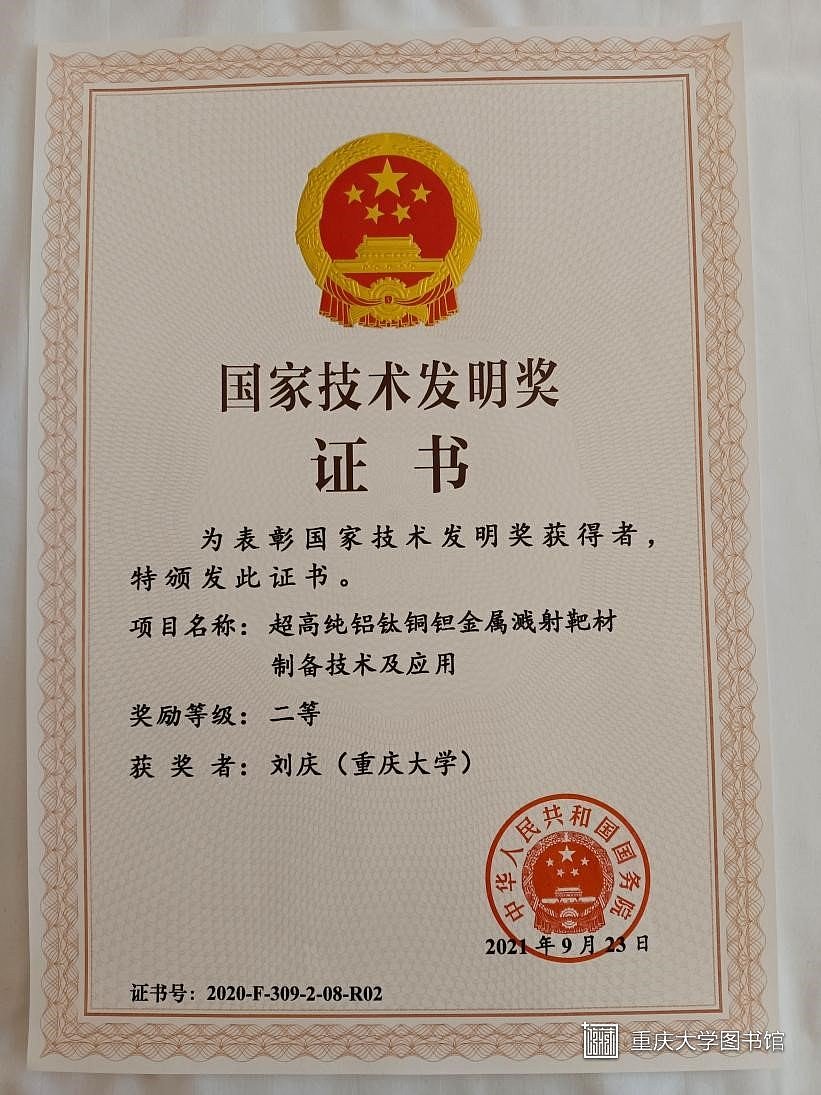 国家技术发明奖
证书
为表彰国家技术发明奖获得者，
特颁发此证书。
项目名称：超高纯铝钛铜钽金属溅射靶材
制备技术及应用
奖励等级：二等
获奖者：刘庆（重庆大学）
中华人民共和国国务院
2021年9月23日
证书号：2020-F-309-2-08-R02
重庆大学图书馆